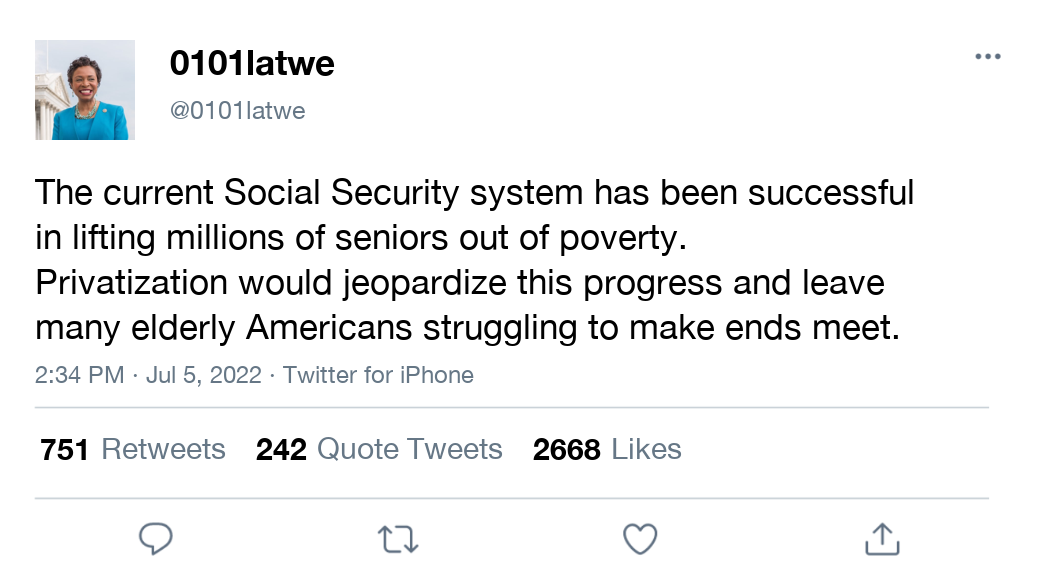 0101latwe
@0101latwe
The current Social Security system has been successful
in lifting millions of seniors out of poverty.
Privatization would jeopardize this progress and leave
many elderly Americans struggling to make ends meet.
2:34 PM · Jul 5, 2022 · Twitter for iPhone
751 Retweets 242 Quote Tweets 2668 Likes